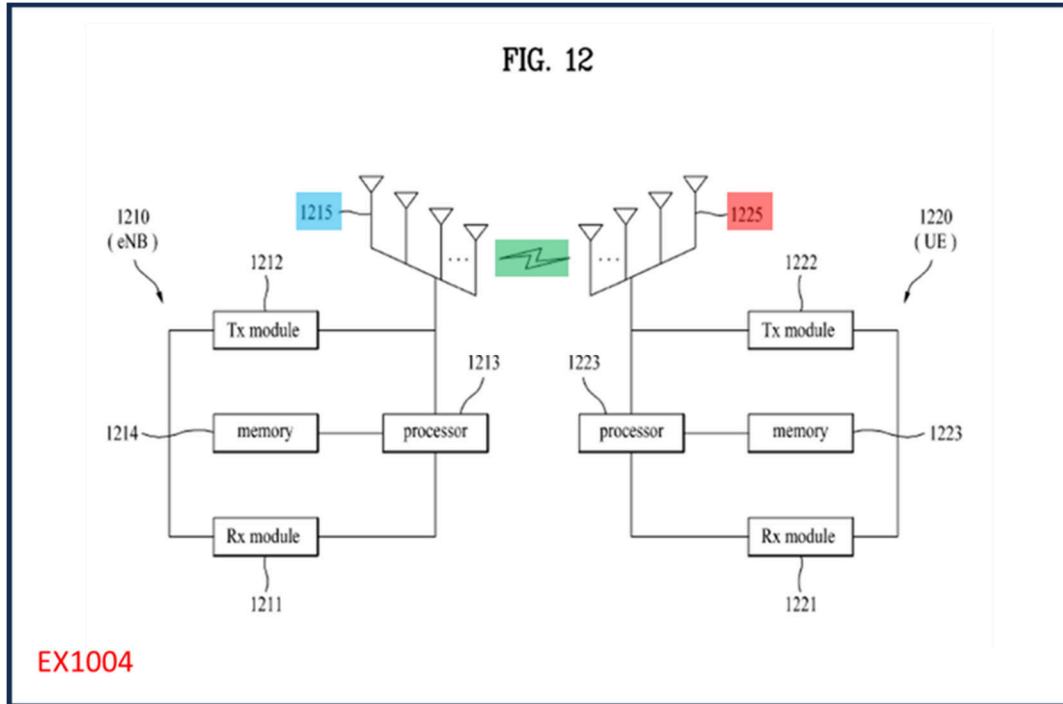 FIG. 12
1215
1225
1210
( eNB )
1220
( UE )
1212
1222
Tx module
Tx module
1213
1223
1214
memory
processor
processor
memory
1223
Rx module
Rx module
1211
1221
EX1004